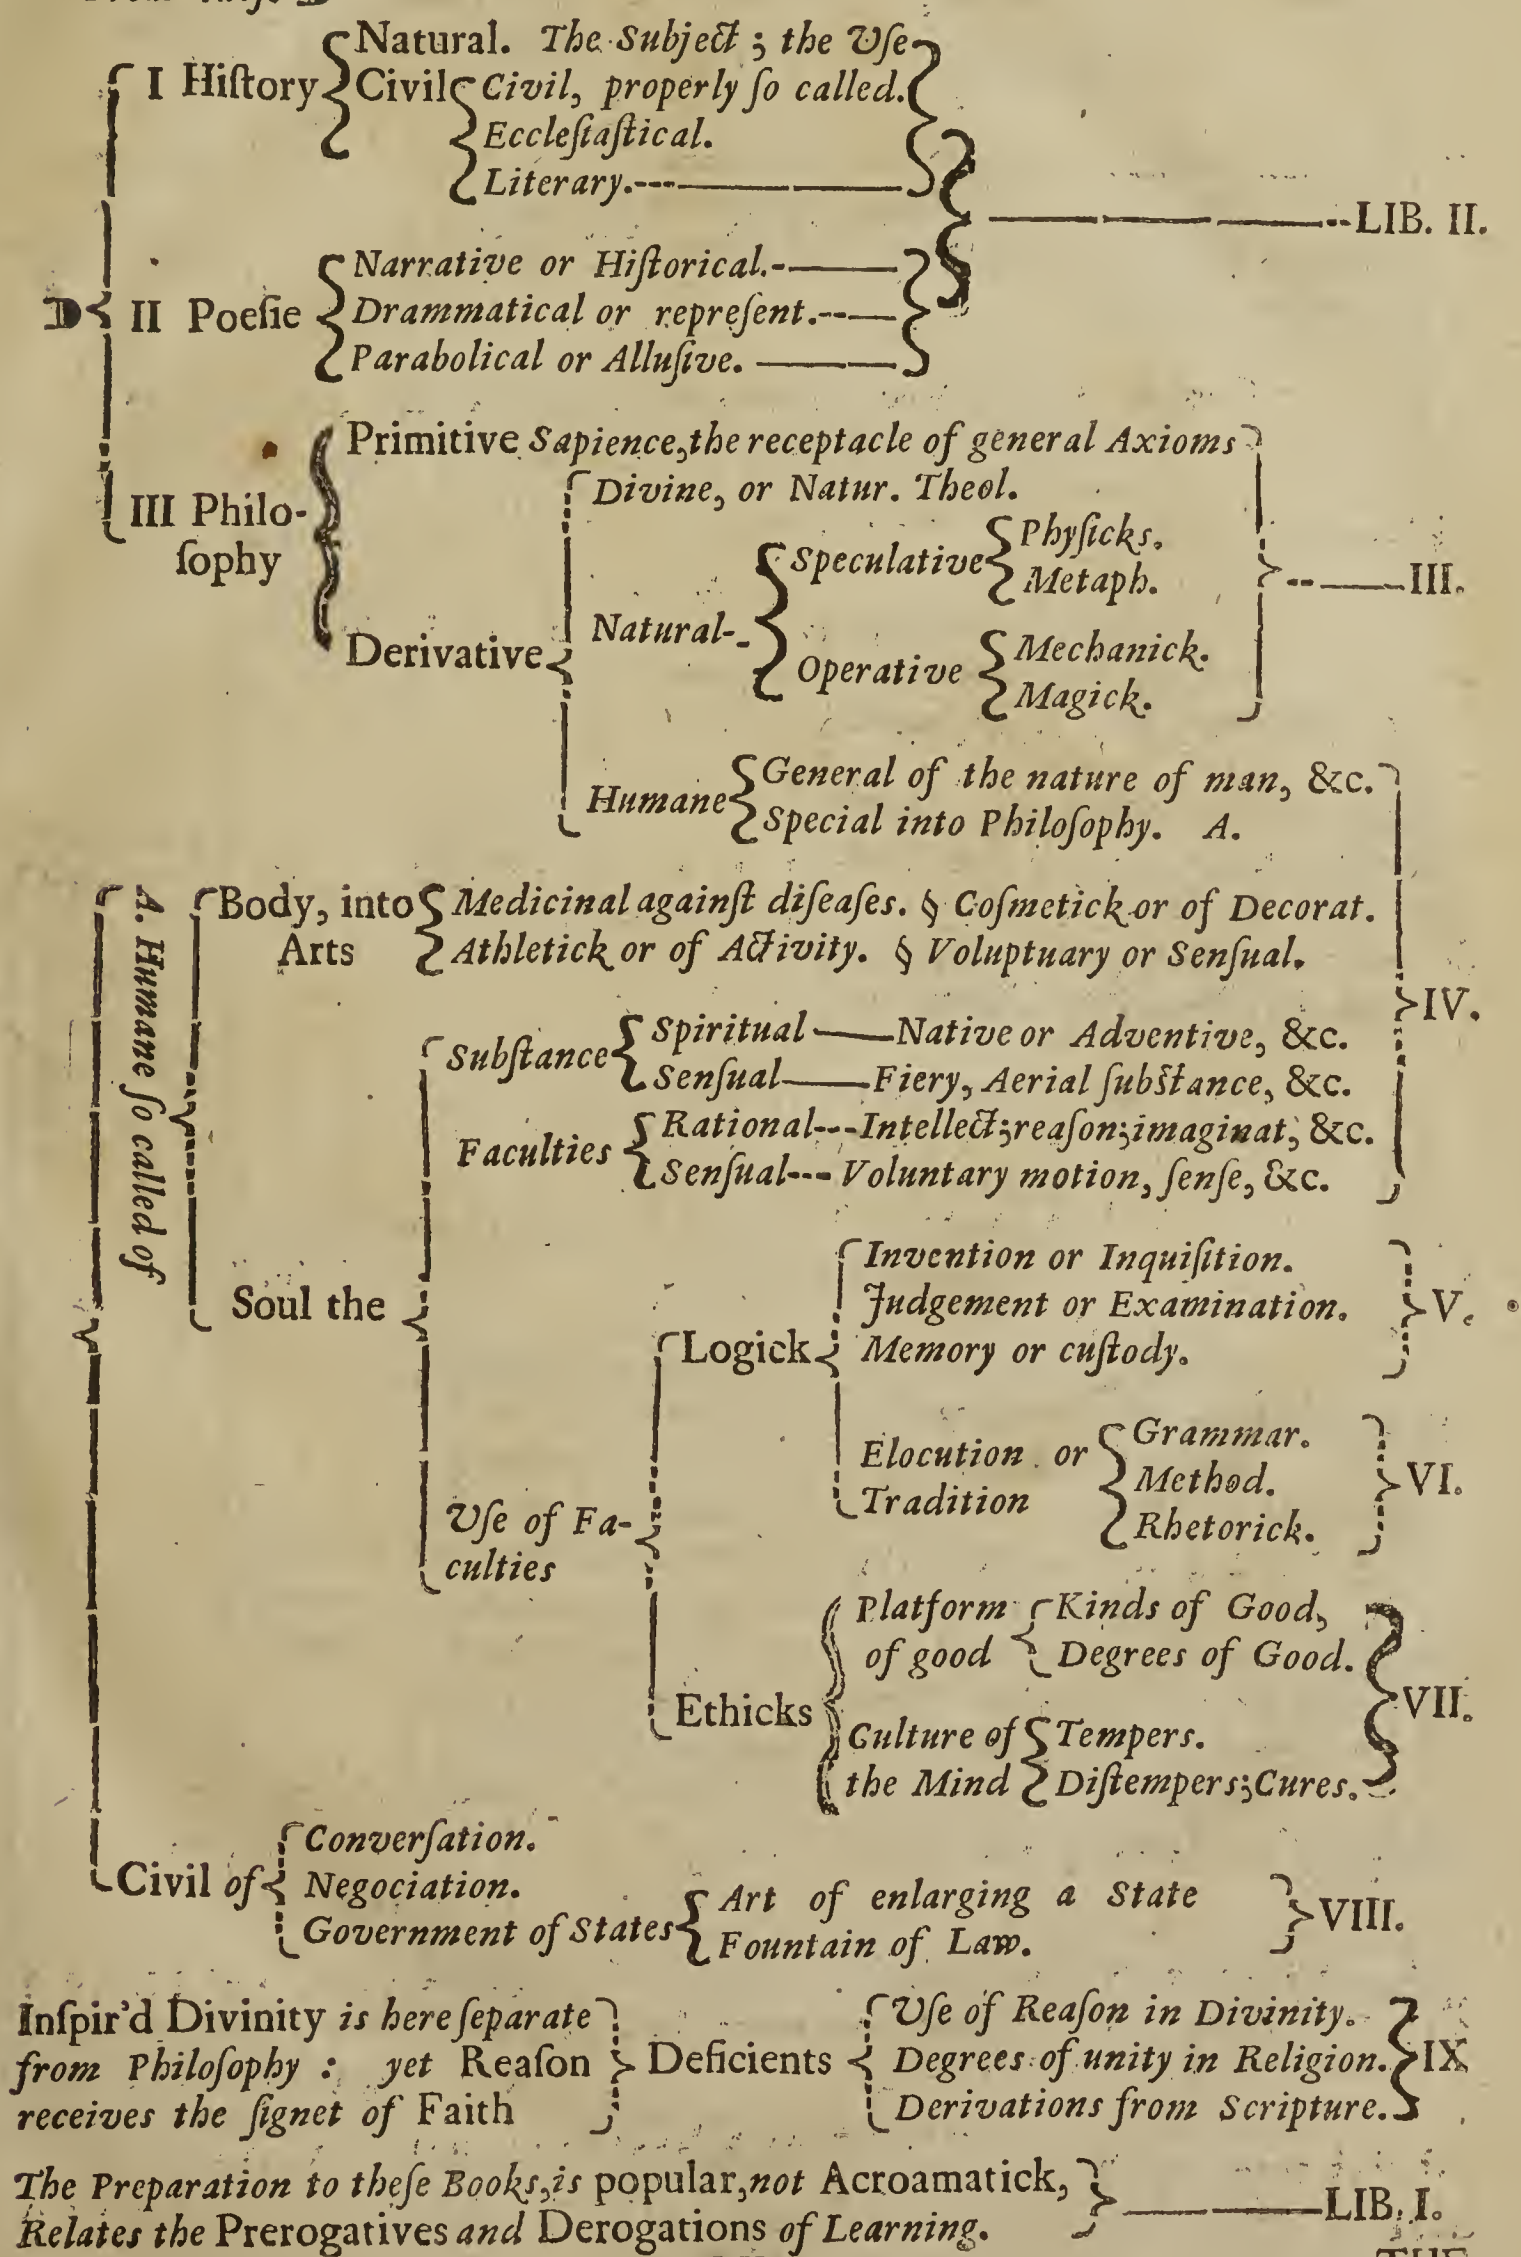 I Hiſtory Natural. The Subject ; the Vſe
Civil Civil, properly ſo called.
Eccleſiaſtical.
Literary.
LIB. II.
Narrative or Hiſtorical.
D II Poeſie Drammatical or repreſent.
Parabolical or Alluſive.
Primitive Sapience, the receptacle of general Axioms
Divine, or Natur. Theol.
III Philo-
ſophy
Phyſicks.
Speculative
Metaph.
III.
Natural
Derivative
Mechanick.
Operative
Magick.
General of the nature of man, &c.
Humane
Special into Philoſophy. A.
A. Humane ſo called of
Body, into Medicinal againſt diſeaſes. § Coſmetick or of Decorat.
Arts Athletick or of Activity. § Voluptuary or Senſual.
IV.
Spiritual — Native or Adventive, &c.
Subſtance
Senſual — Fiery, Aerial ſubſtance, &c.
Rational --- Intellect; reaſon; imaginat, &c.
Faculties
Senſual --- Voluntary motion, ſenſe, &c.
Invention or Inquiſition.
Soul the Judgement or Examination. V.
Logick Memory or cuſtody.
Grammar.
Elocution or
Method. VI.
Tradition
Rhetorick.
Vſe of Fa-
culties
Platform Kinds of Good,
of good Degrees of Good.
Ethicks VII.
Culture of Tempers.
the Mind Diſtempers; Cures.
Converſation.
Civil of Negociation.
Government of States Art of enlarging a State
Fountain of Law.
VIII.
Inſpir'd Divinity is here ſeparate Vſe of Reaſon in Divinity.
from Philoſophy : yet Reaſon Deficients Degrees of unity in Religion. IX
receives the ſignet of Faith Derivations from Scripture.
The Preparation to theſe Books, is popular, not Acroamatick,
LIB. I.
Relates the Prerogatives and Derogations of Learning.